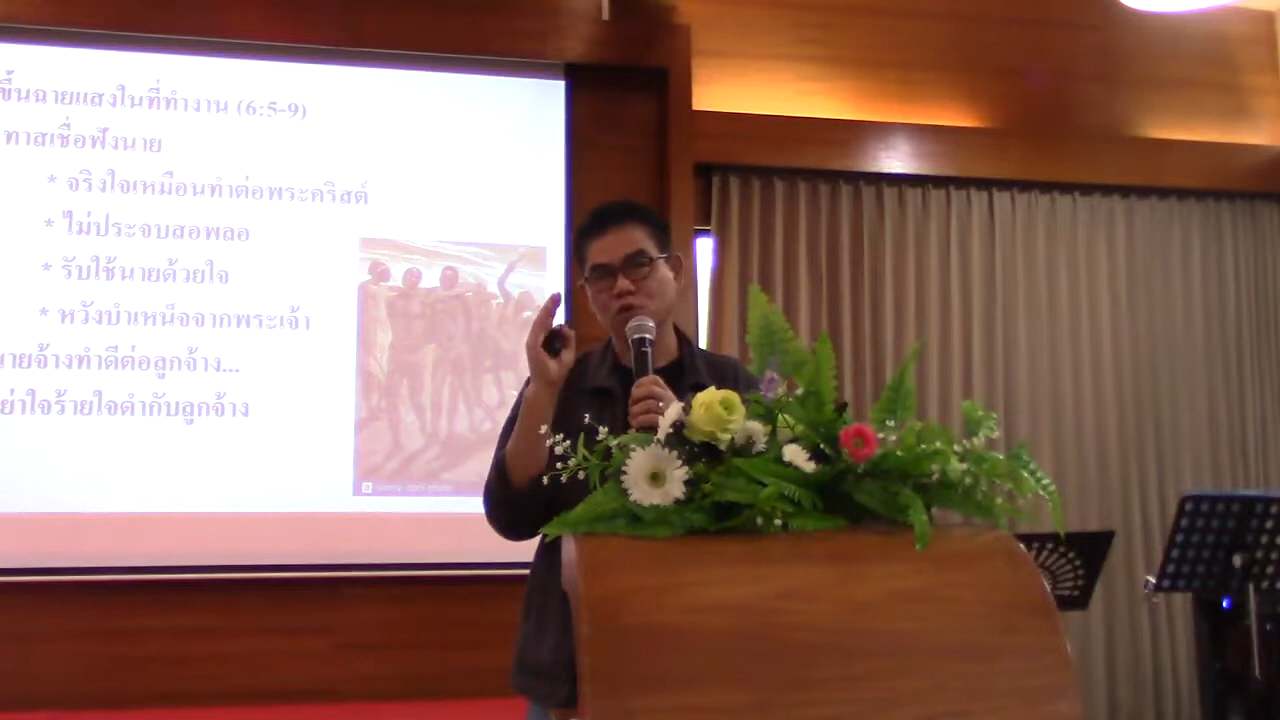 ขึ้นฉายแสงในที่ทำงาน (6:5-9)
ทาสเชื่อฟังนาย
* จริงใจเหมือนทำต่อพระคริสต์
* ไม่ประจบสอพลอ
* รับใช้นายด้วยใจ
* หวังบำเหน็จจากพระเจ้า
นายจ้างทำดีต่อลูกจ้าง...
ย่าใจร้ายใจดำกับลูกจ้าง